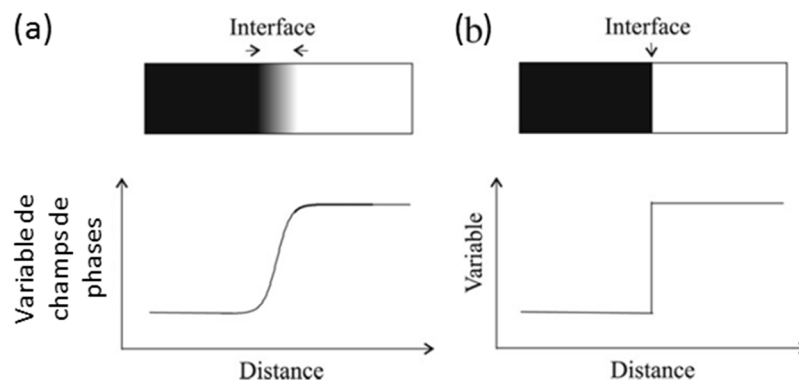 (a)
Interface
Variable de
champs de
phases
Distance
(b)
Interface
Variable
Distance